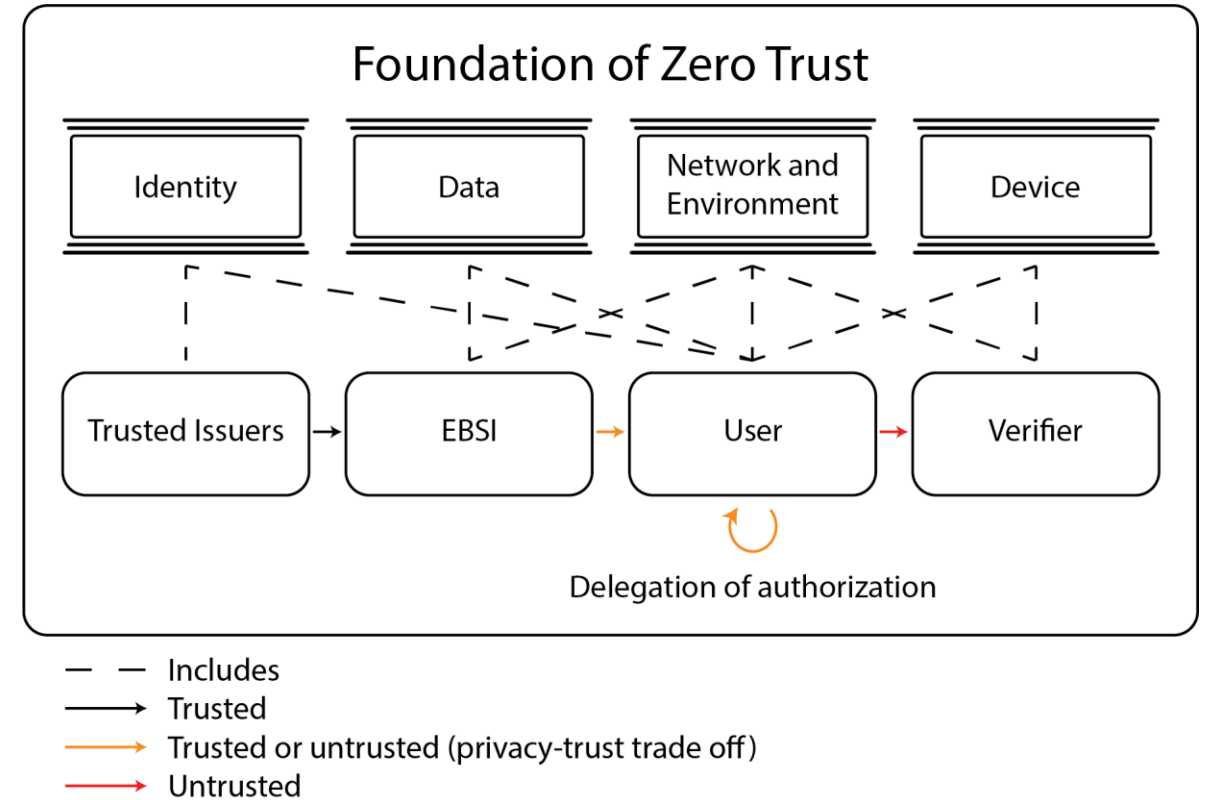 Foundation of Zero Trust
Identity
Data
Network and
Environment
Device
Trusted Issuers
EBSI
User
Verifier
Delegation of authorization
Includes
Trusted
Trusted or untrusted (privacy-trust trade off)
Untrusted